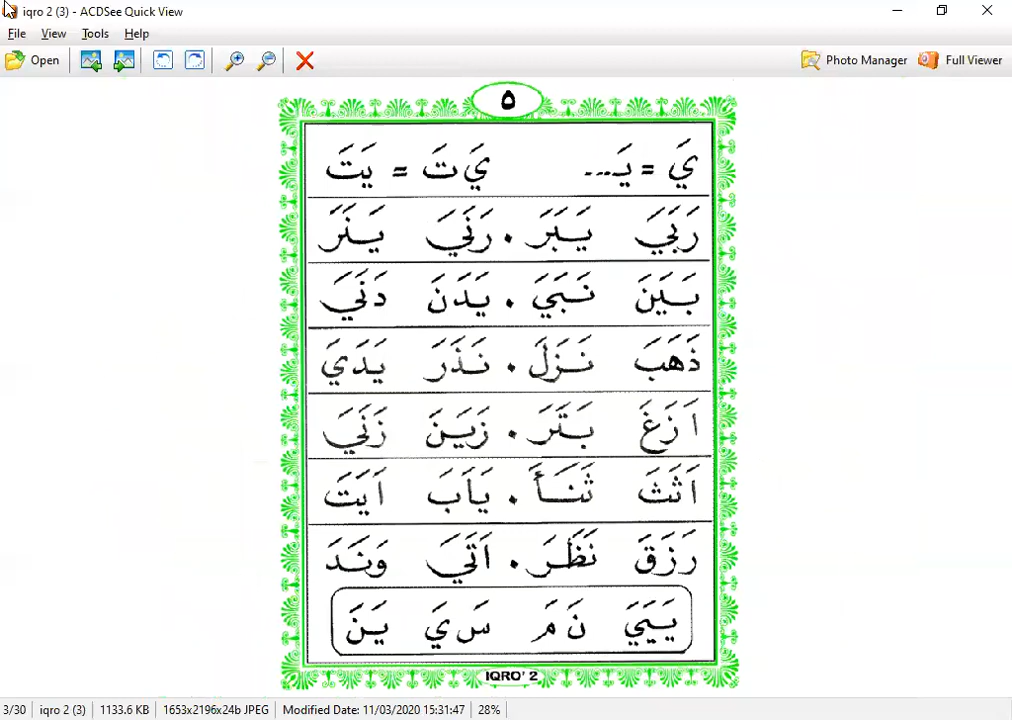 iqro 2 (3) - ACDSee Quick View
File View Tools Help
Open Photo Manager Full Viewer
٥
يَ = يَـ... يَ تَ = يَتَ
رَبَيَ يَبَرَ . رَنَيَ يَنَرَ
بَيَنَ نَبَيَ . يَدَنَ دَنَيَ
ذَهَبَ نَزَلَ . نَذَرَ يَدَيَ
اَزَغَ بَتَرَ . زَيَنَ زَنَيَ
اَثَثَ ثَنَأَ . يَاَبَ اَيَتَ
رَزَقَ نَظَرَ . اَتَيَ وَنَدَ
يَيَيَ نَ مَ سَ يَ يَنَ
IQRO' 2
3/30 iqro 2 (3) 1133.6 KB 1653x2196x24b JPEG Modified Date: 11/03/2020 15:31:47 28%